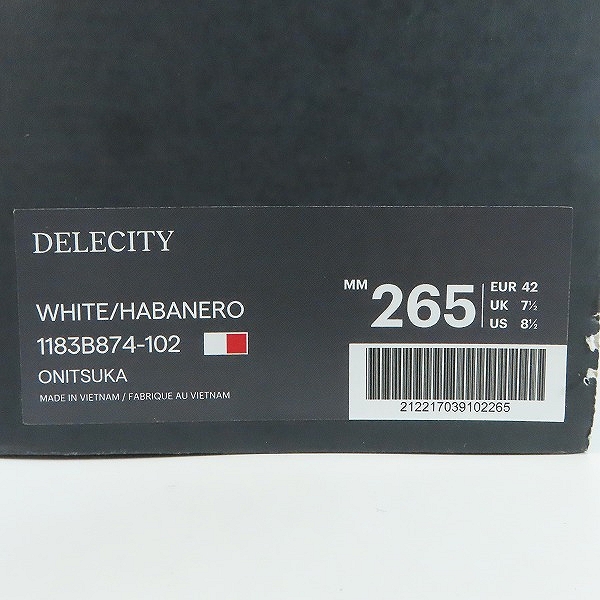 DELECITY
WHITE/HABANERO
1183B874-102
ONITSUKA
MADE IN VIETNAM / FABRIQUE AU VIETNAM
MM 265
EUR 42
UK 7½
US 8½
212217039102265